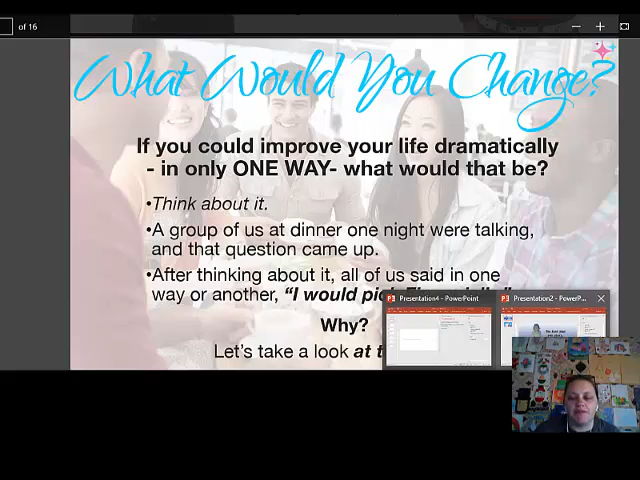 of 16
What Would You Change?
If you could improve your life dramatically
- in only ONE WAY- what would that be?
•Think about it.
•A group of us at dinner one night were talking,
and that question came up.
•After thinking about it, all of us said in one
way or another, "I would pic
Presentation4 - PowerPoint
Presentation2 - PowerP...
Why?
Let's take a look at t